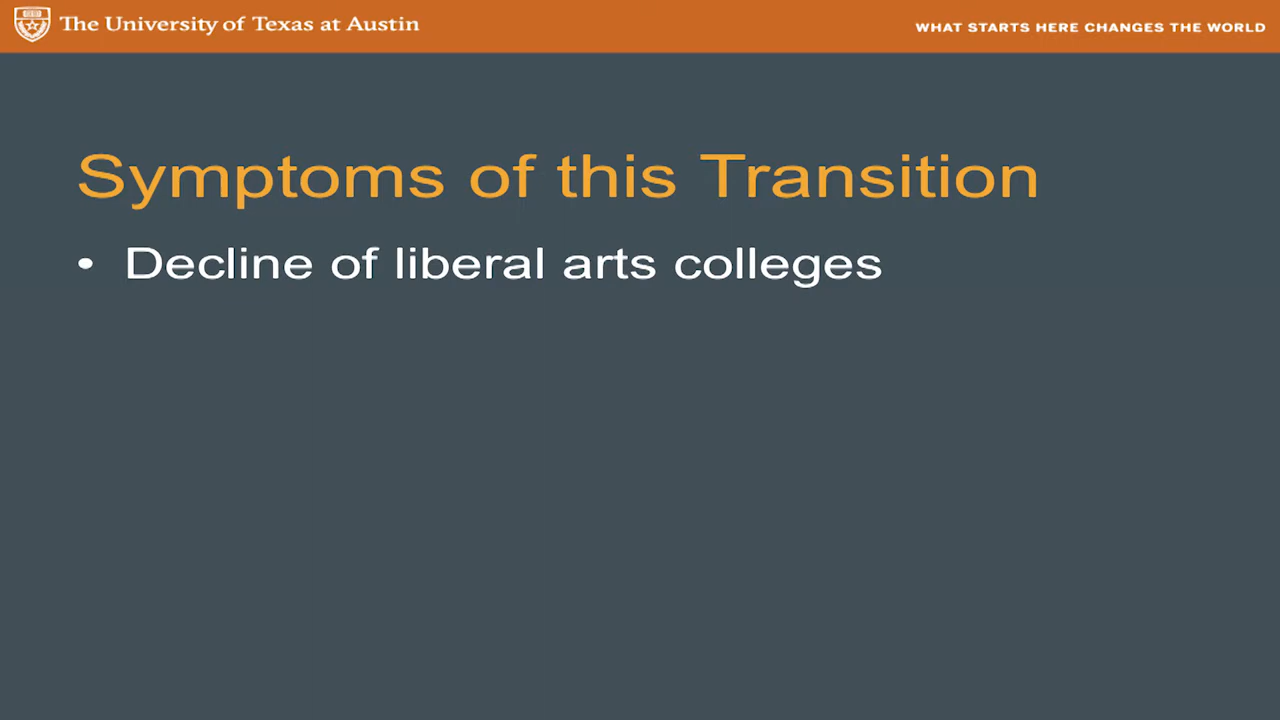 The University of Texas at Austin
WHAT STARTS HERE CHANGES THE WORLD
Symptoms of this Transition
• Decline of liberal arts colleges